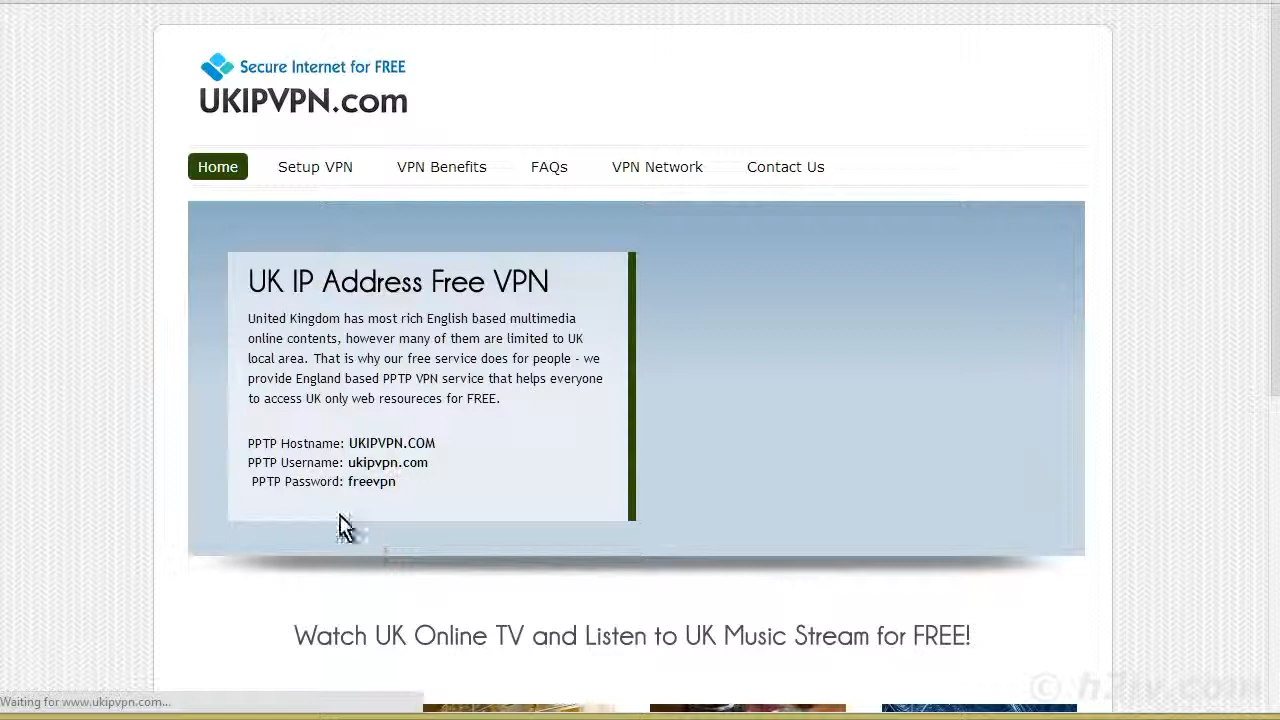 Secure Internet for FREE
UKIPVPN.com
Home Setup VPN VPN Benefits FAQs VPN Network Contact Us
UK IP Address Free VPN
United Kingdom has most rich English based multimedia
online contents, however many of them are limited to UK
local area. That is why our free service does for people - we
provide England based PPTP VPN service that helps everyone
to access UK only web resoureces for FREE.
PPTP Hostname: UKIPVPN.COM
PPTP Username: ukipvpn.com
PPTP Password: freevpn
Watch UK Online TV and Listen to UK Music Stream for FREE!
Waiting for www.ukipvpn.com...